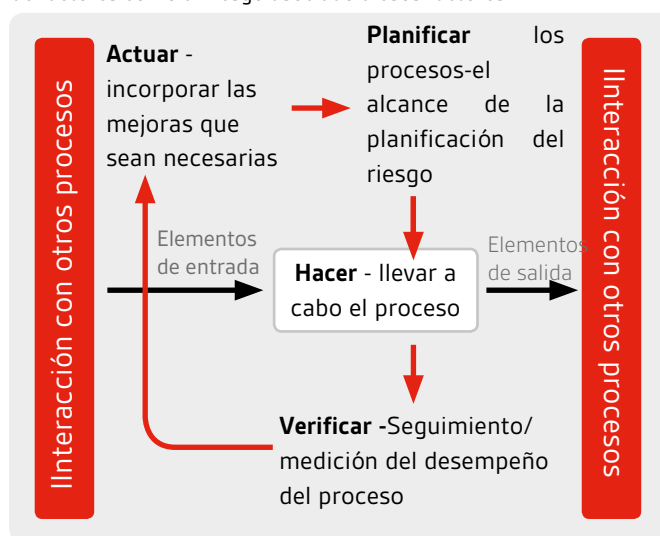 IInteracción con otros procesos
Actuar -
incorporar las
mejoras que
sean necesarias
Planificar los
procesos-el
alcance de la
planificación del
riesgo
Elementos
de entrada
Hacer - llevar a
cabo el proceso
Elementos
de salida
Verificar -Seguimiento/
medición del desempeño
del proceso
IInteracción con otros procesos